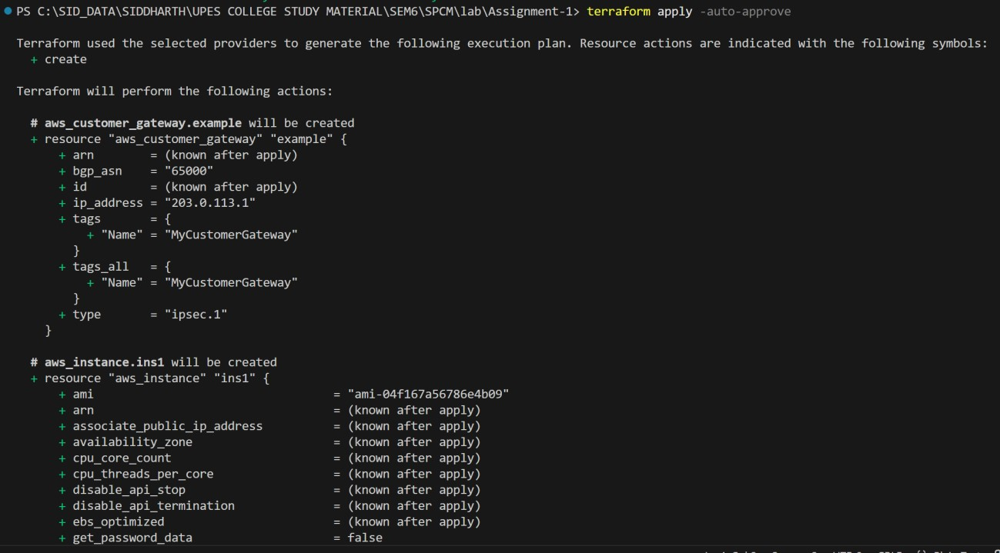 PS C:\SID_DATA\SIDDHARTH\UPES COLLEGE STUDY MATERIAL\SEM6\SPCM\lab\Assignment-1> terraform apply -auto-approve
Terraform used the selected providers to generate the following execution plan. Resource actions are indicated with the following symbols:
+ create
Terraform will perform the following actions:
# aws_customer_gateway.example will be created
+ resource "aws_customer_gateway" "example" {
+ arn = (known after apply)
+ bgp_asn = "65000"
+ id = (known after apply)
+ ip_address = "203.0.113.1"
+ tags = {
+ "Name" = "MyCustomerGateway"
}
+ tags_all = {
+ "Name" = "MyCustomerGateway"
}
+ type = "ipsec.1"
}
# aws_instance.ins1 will be created
+ resource "aws_instance" "ins1" {
+ ami = "ami-04f167a56786e4b09"
+ arn = (known after apply)
+ associate_public_ip_address = (known after apply)
+ availability_zone = (known after apply)
+ cpu_core_count = (known after apply)
+ cpu_threads_per_core = (known after apply)
+ disable_api_stop = (known after apply)
+ disable_api_termination = (known after apply)
+ ebs_optimized = (known after apply)
+ get_password_data = false